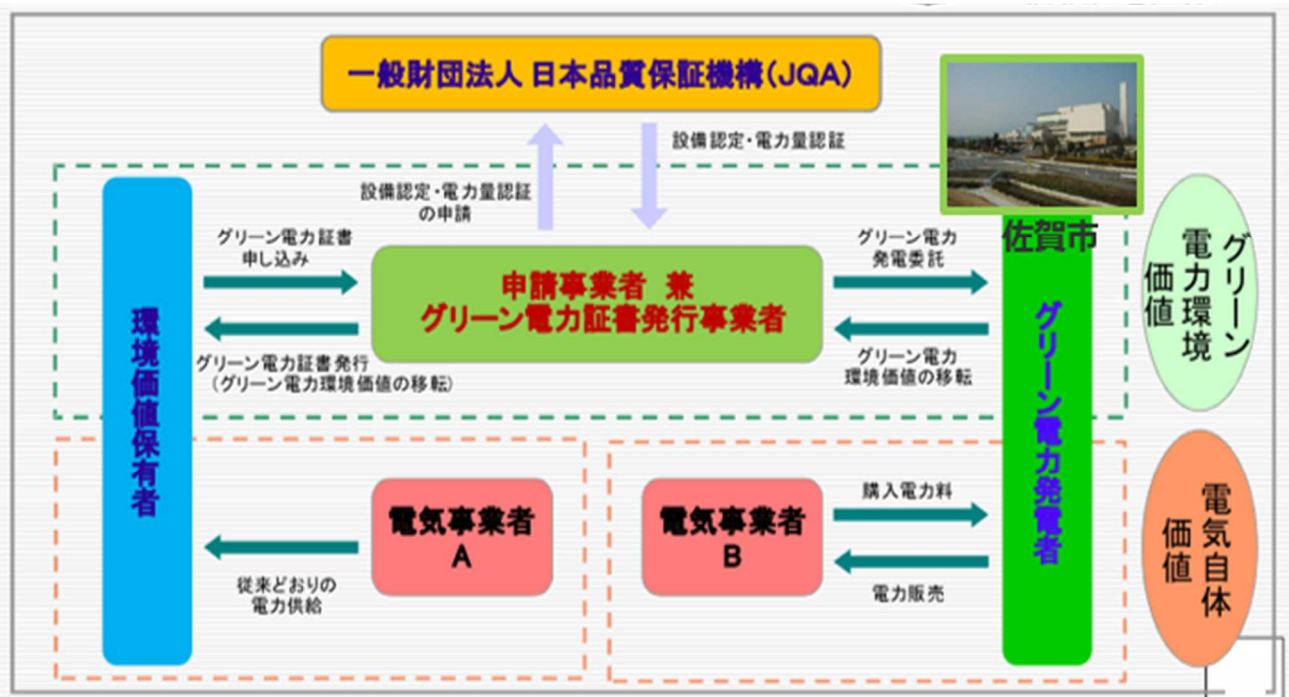 一般財団法人 日本品質保証機構(JQA)
設備認定・電力量認証
設備認定・電力量認証
の申請
グリーン電力証書
申し込み
申請事業者 兼
グリーン電力証書発行事業者
グリーン電力
発電委託
佐賀市
グリーン
電力環境
価値
グリーン電力証書発行
(グリーン電力環境価値の移転)
グリーン電力
環境価値の移転
環境価値保有者
グリーン電力発電者
電気事業者
A
従来どおりの
電力供給
電気事業者
B
購入電力料
電力販売
電気自体
価値